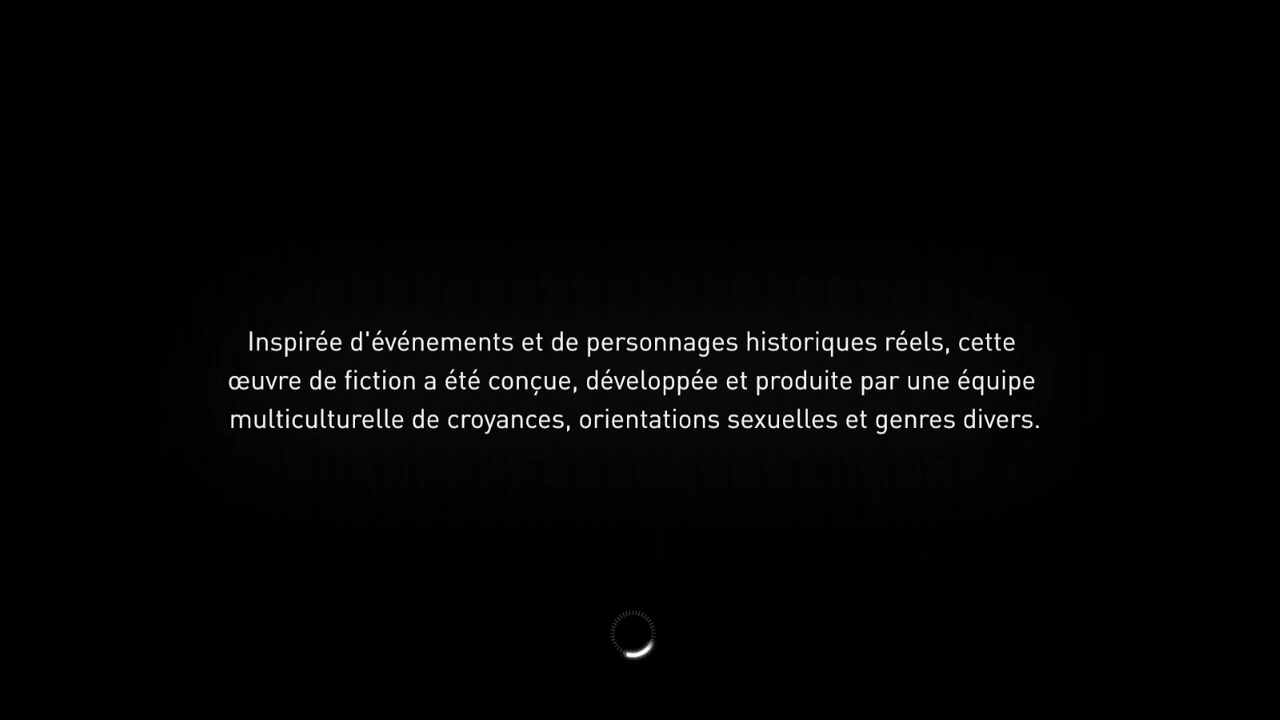 Inspirée d'événements et de personnages historiques réels, cette
œuvre de fiction a été conçue, développée et produite par une équipe
multiculturelle de croyances, orientations sexuelles et genres divers.